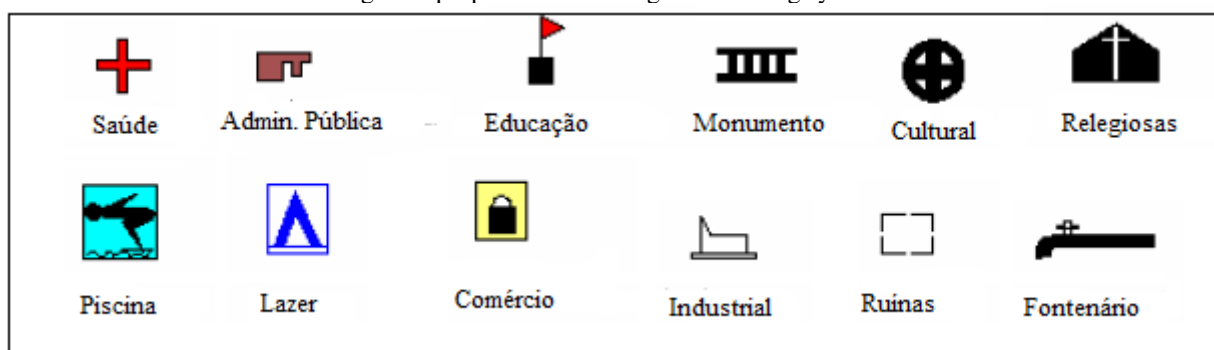 Saúde
Admin. Pública
Educação
Monumento
Cultural
Relegiosas
Piscina
Lazer
Comércio
Industrial
Ruinas
Fontenário